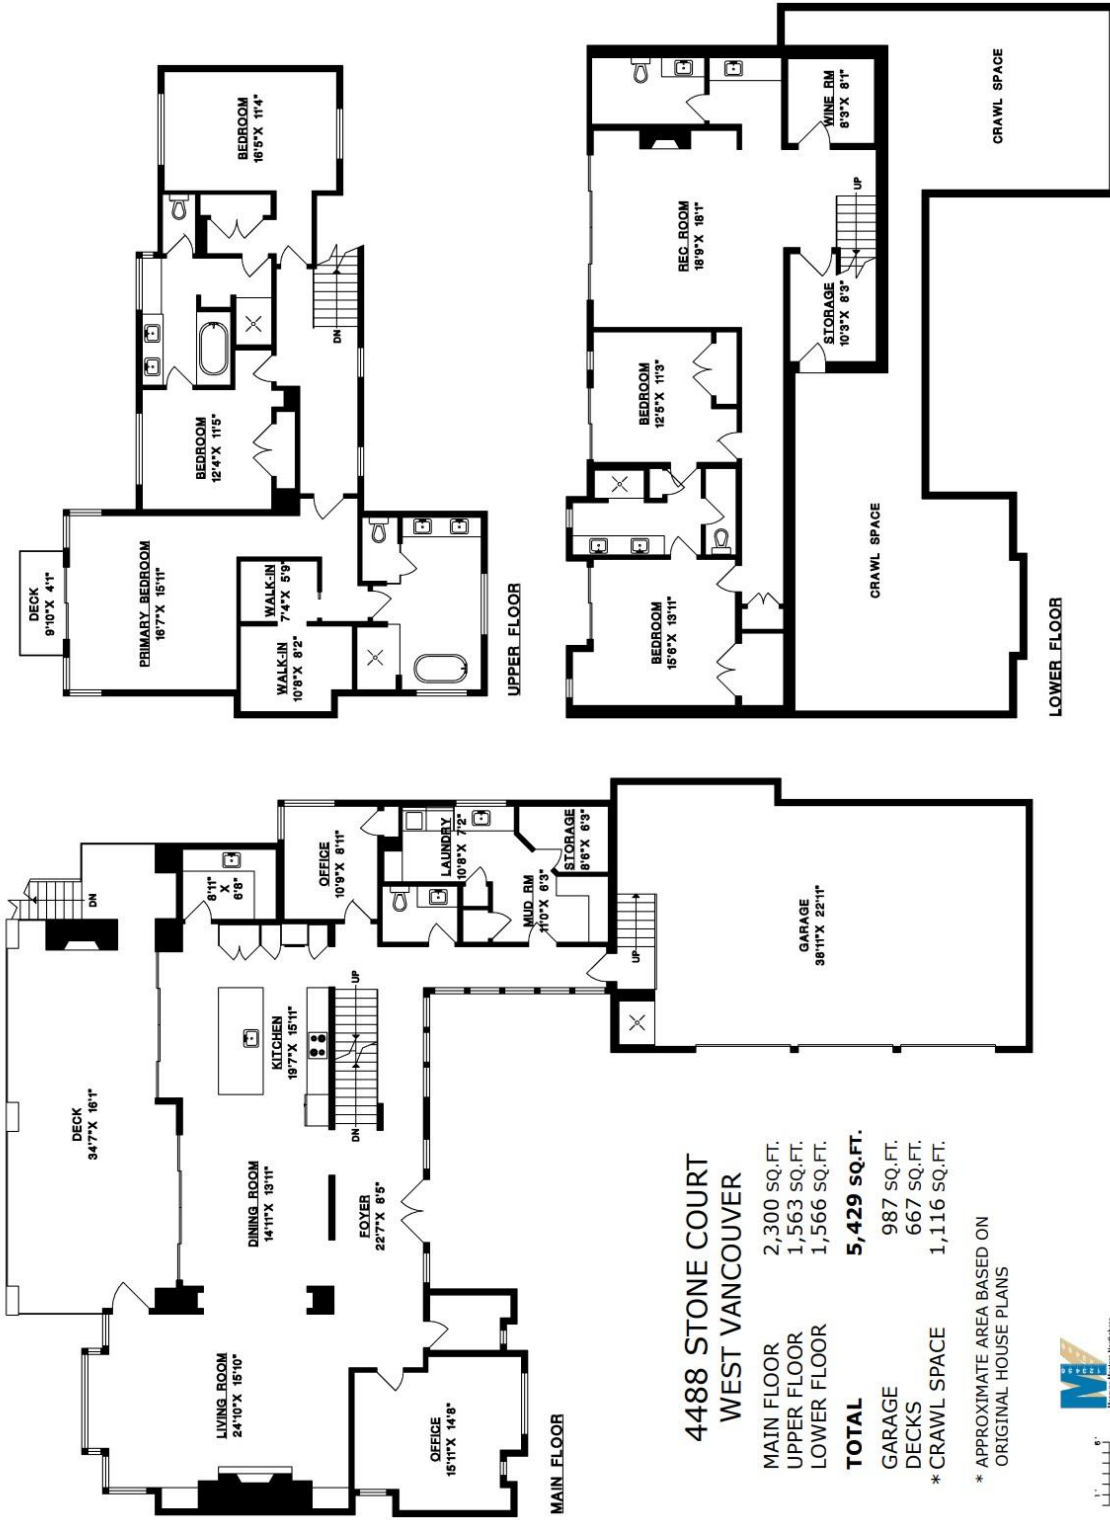 DECK
9'10"X 4'1"
PRIMARY BEDROOM
16'7"X 15'11"
WALK-IN
7'4"X 5'9"
WALK-IN
10'8"X 8'2"
BEDROOM
12'4"X 11'5"
BEDROOM
16'5"X 11'4"
DN
UPPER FLOOR
BEDROOM
15'6"X 13'11"
BEDROOM
12'5"X 11'3"
REC ROOM
18'9"X 18'1"
WINE RM
8'3"X 8'1"
UP
STORAGE
10'3"X 8'3"
CRAWL SPACE
CRAWL SPACE
LOWER FLOOR
DECK
34'7"X 16'1"
DN
LIVING ROOM
24'10"X 15'10"
DINING ROOM
14'11"X 13'11"
KITCHEN
19'7"X 15'11"
8'11"
X
6'8"
OFFICE
10'9"X 8'11"
LAUNDRY
10'8"X 7'2"
STORAGE
8'6"X 6'3"
MUD RM
11'0"X 6'3"
UP
DN
UP
FOYER
22'7"X 8'5"
OFFICE
15'11"X 14'8"
GARAGE
38'11"X 22'11"
MAIN FLOOR
4488 STONE COURT
WEST VANCOUVER
MAIN FLOOR 2,300 SQ.FT.
UPPER FLOOR 1,563 SQ.FT.
LOWER FLOOR 1,566 SQ.FT.
TOTAL 5,429 SQ.FT.
GARAGE 987 SQ.FT.
DECKS 667 SQ.FT.
* CRAWL SPACE 1,116 SQ.FT.
* APPROXIMATE AREA BASED ON
ORIGINAL HOUSE PLANS
1 2 3 4 5 6